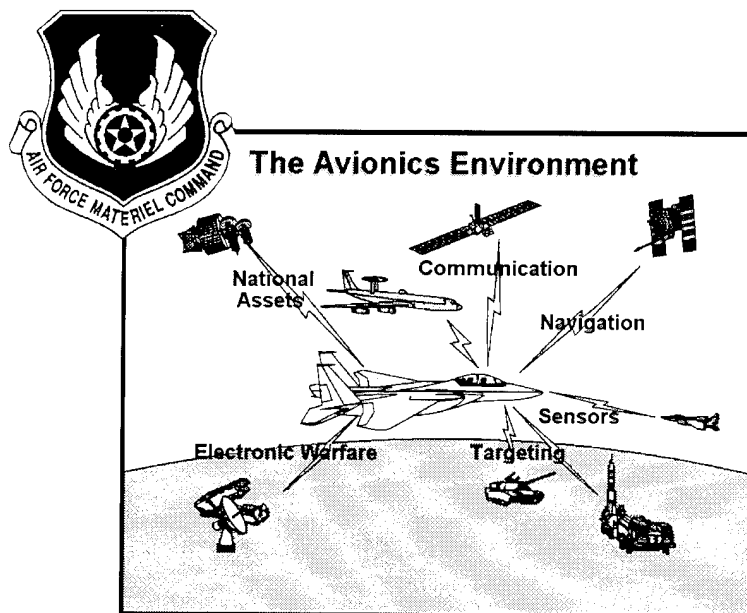 AIR FORCE MATERIEL COMMAND
The Avionics Environment
National
Assets
Communication
Navigation
Sensors
Electronic Warfare
Targeting